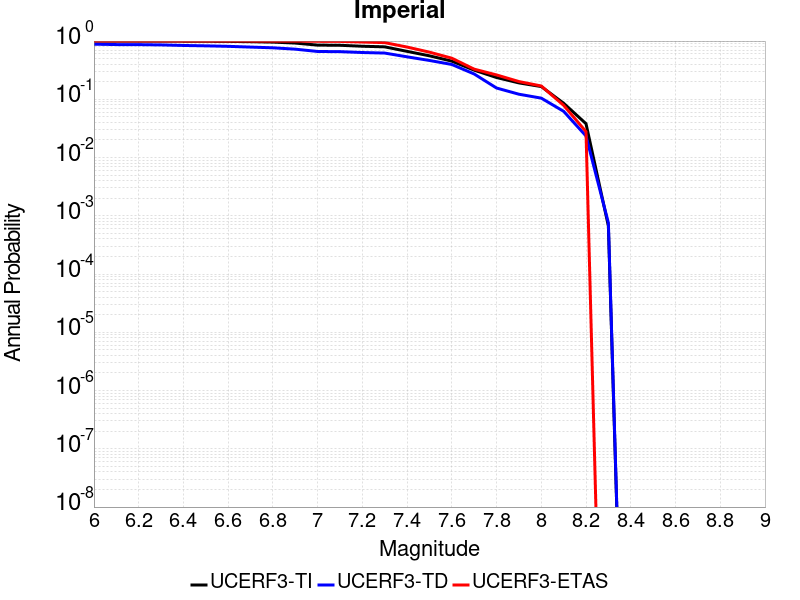 Imperial
10^0
10^-1
10^-2
10^-3
10^-4
10^-5
10^-6
10^-7
10^-8
Annual Probability
6 6.2 6.4 6.6 6.8 7 7.2 7.4 7.6 7.8 8 8.2 8.4 8.6 8.8 9
Magnitude
UCERF3-TI UCERF3-TD UCERF3-ETAS